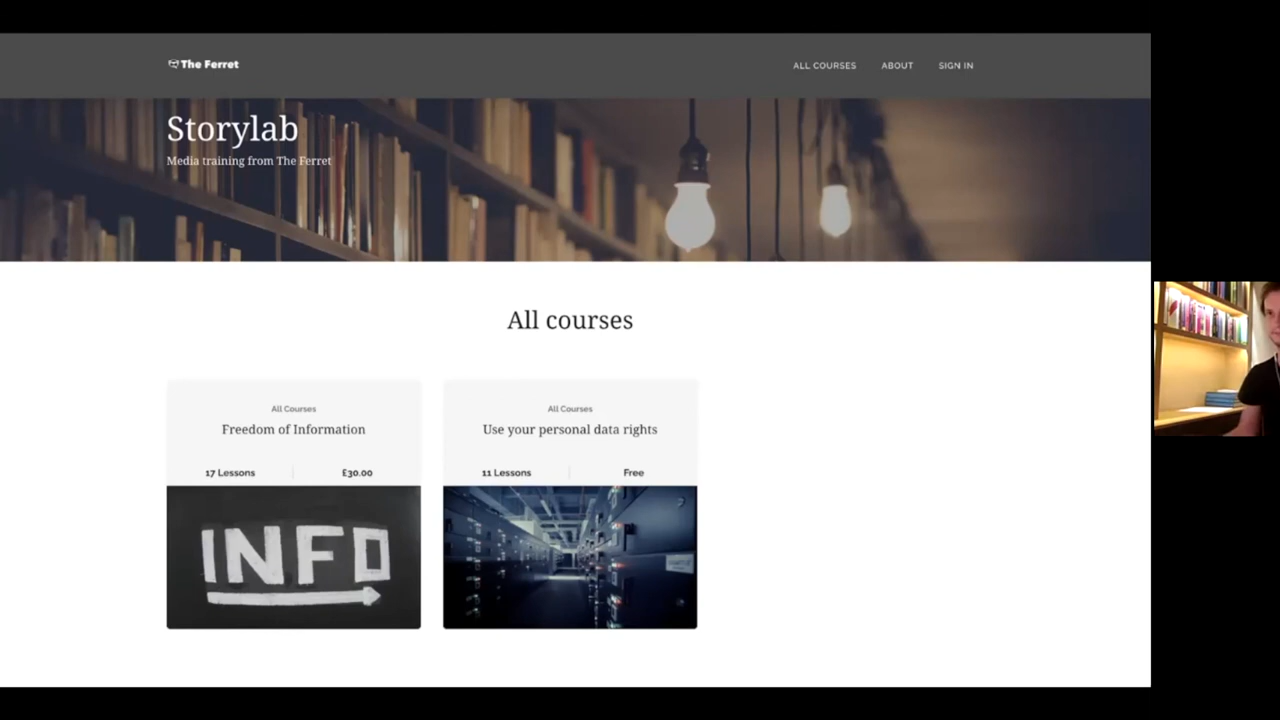 The Ferret
ALL COURSES ABOUT SIGN IN
Storylab
Media training from The Ferret
All courses
All Courses
Freedom of Information
17 Lessons £30.00
INFO
All Courses
Use your personal data rights
11 Lessons Free